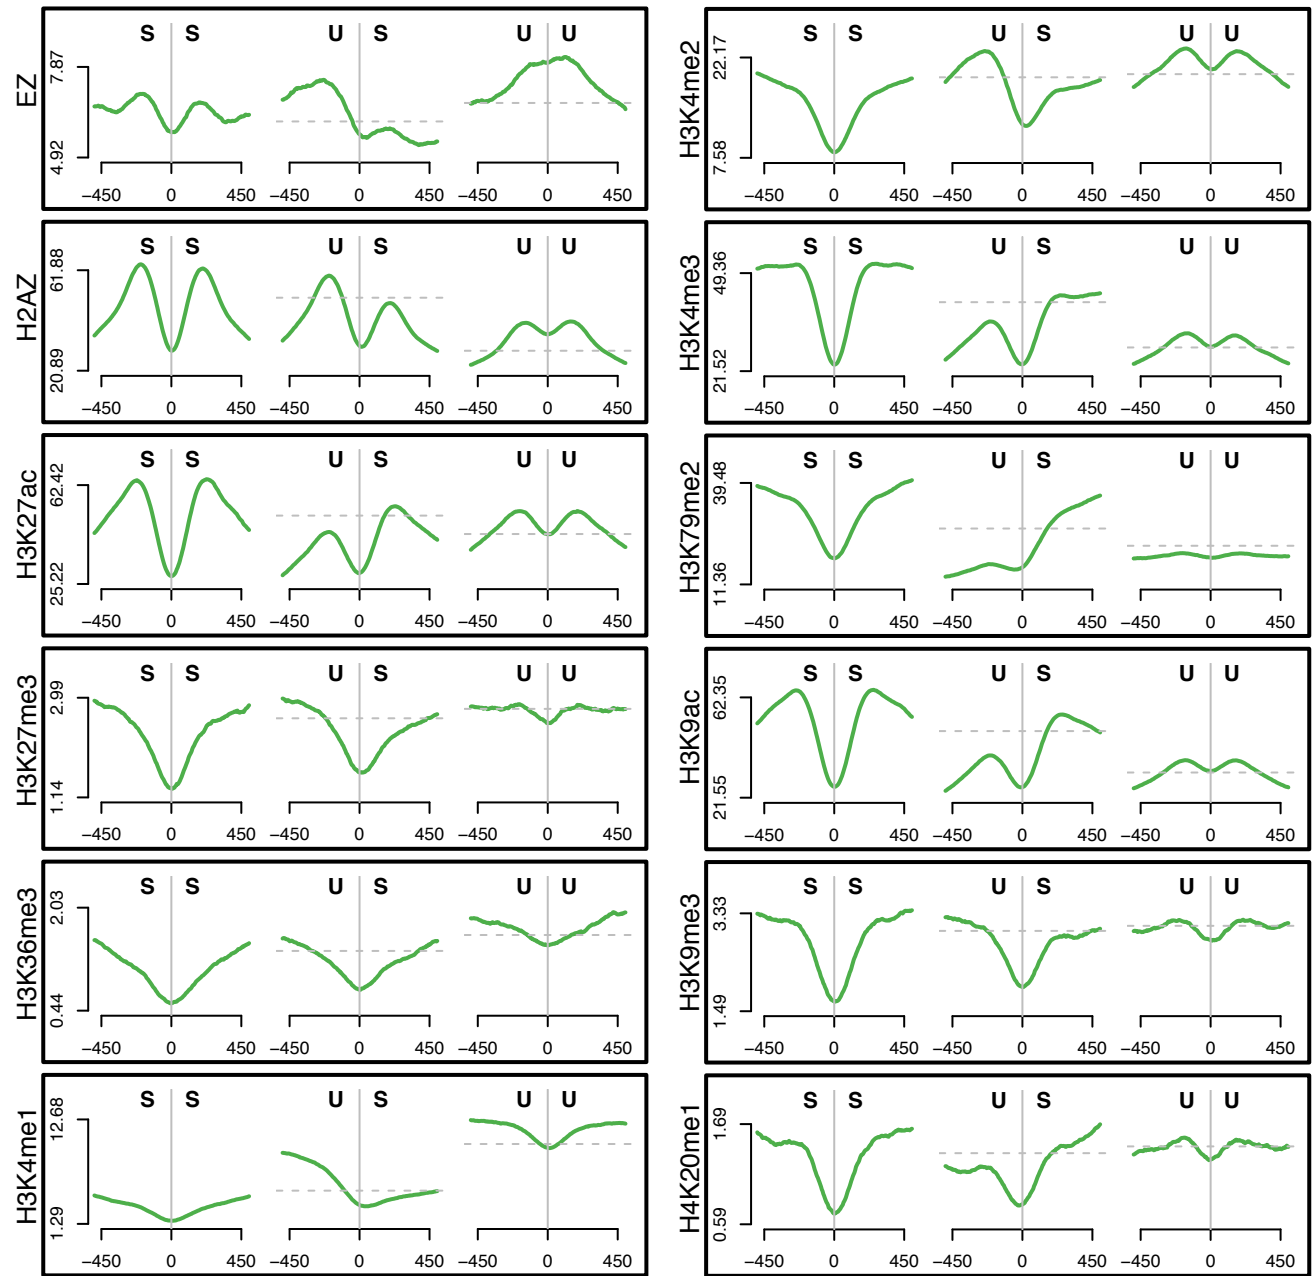 S S U S U U
EZ
4.92 7.87
−450 0 450 −450 0 450 −450 0 450
S S U S U U
H3K4me2
7.58 22.17
−450 0 450 −450 0 450 −450 0 450
S S U S U U
H2AZ
20.89 61.88
−450 0 450 −450 0 450 −450 0 450
S S U S U U
H3K4me3
21.52 49.36
−450 0 450 −450 0 450 −450 0 450
S S U S U U
H3K27ac
25.22 62.42
−450 0 450 −450 0 450 −450 0 450
S S U S U U
H3K79me2
11.36 39.48
−450 0 450 −450 0 450 −450 0 450
S S U S U U
H3K27me3
1.14 2.99
−450 0 450 −450 0 450 −450 0 450
S S U S U U
H3K9ac
21.55 62.35
−450 0 450 −450 0 450 −450 0 450
S S U S U U
H3K36me3
0.44 2.03
−450 0 450 −450 0 450 −450 0 450
S S U S U U
H3K9me3
1.49 3.33
−450 0 450 −450 0 450 −450 0 450
S S U S U U
H3K4me1
1.29 12.68
−450 0 450 −450 0 450 −450 0 450
S S U S U U
H4K20me1
0.59 1.69
−450 0 450 −450 0 450 −450 0 450